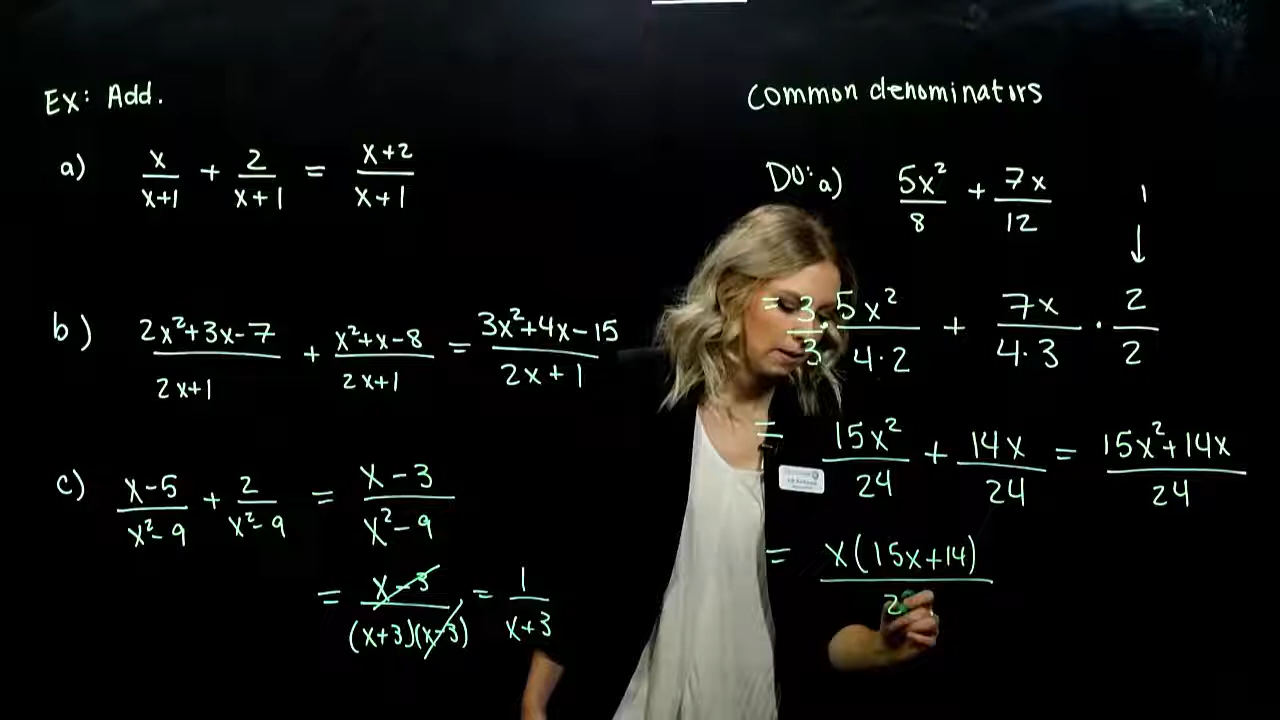 Ex: Add.
a) x/(x+1) + 2/(x+1) = (x+2)/(x+1)
b) (2x²+3x-7)/(2x+1) + (x²+x-8)/(2x+1) = (3x²+4x-15)/(2x+1)
c) (x-5)/(x²-9) + 2/(x²-9) = (x-3)/(x²-9)
= (x-3)/((x+3)(x-3)) = 1/(x+3)
Common denominators
DO: a) 5x²/8 + 7x/12
1
↓
= 3/3 · 5x²/(4·2) + 7x/(4·3) · 2/2
= 15x²/24 + 14x/24 = (15x²+14x)/24
= x(15x+14)/2